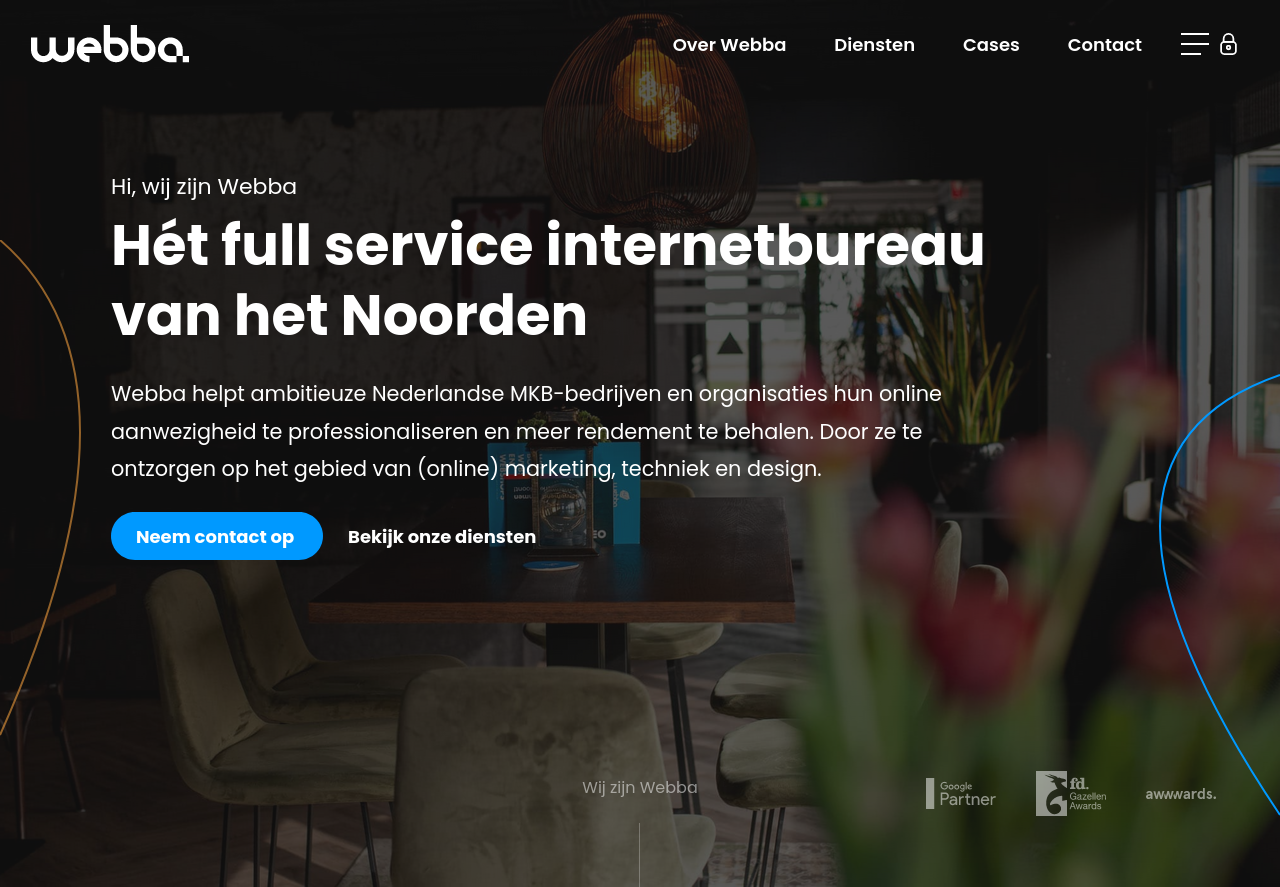 webba.
Over Webba
Diensten
Cases
Contact
Hi, wij zijn Webba
Hét full service internetbureau
van het Noorden
Webba helpt ambitieuze Nederlandse MKB-bedrijven en organisaties hun online
aanwezigheid te professionaliseren en meer rendement te behalen. Door ze te
ontzorgen op het gebied van (online) marketing, techniek en design.
Neem contact op
Bekijk onze diensten
Wij zijn Webba
Google
Partner
fd.
Gazellen
Awards
awwwards.